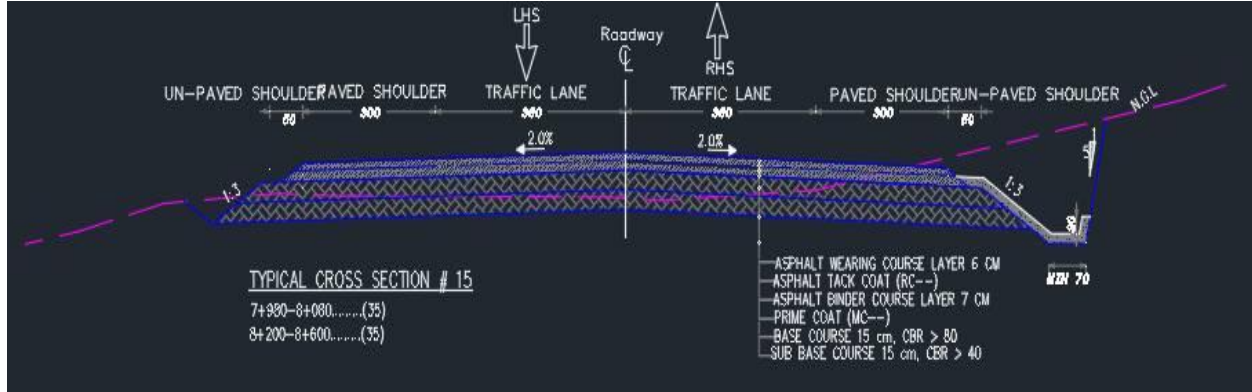 LHS
Roadway
℄
RHS
UN-PAVED SHOULDER
PAVED SHOULDER
TRAFFIC LANE
TRAFFIC LANE
PAVED SHOULDER
UN-PAVED SHOULDER
N.G.L
300
360
360
300
2.0%
2.0%
1:3
1:3
MIN 70
TYPICAL CROSS SECTION # 15
7+980-8+080........(35)
8+200-8+600........(35)
ASPHALT WEARING COURSE LAYER 6 CM
ASPHALT TACK COAT (RC--)
ASPHALT BINDER COURSE LAYER 7 CM
PRIME COAT (MC--)
BASE COURSE 15 cm, CBR > 80
SUB BASE COURSE 15 cm, CBR > 40